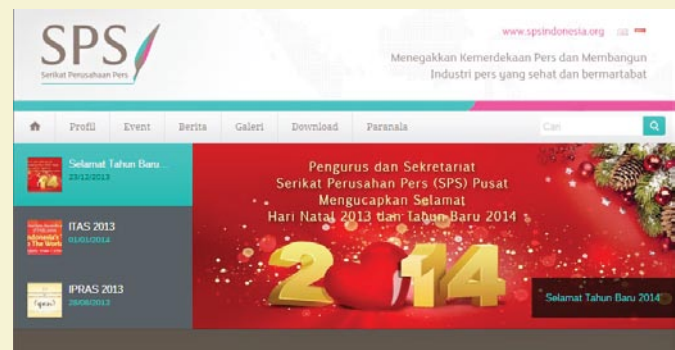 SPS
Serikat Perusahaan Pers
www.spsindonesia.org
Menegakkan Kemerdekaan Pers dan Membangun
Industri pers yang sehat dan bermartabat
Profil Event Berita Galeri Download Paranala
Cari
Selamat Tahun Baru...
23/12/2013
ITAS 2013
01/01/2014
IPRAS 2013
28/08/2013
Pengurus dan Sekretariat
Serikat Perusahan Pers (SPS) Pusat
Mengucapkan Selamat
Hari Natal 2013 dan Tahun Baru 2014
2014
Selamat Tahun Baru 2014